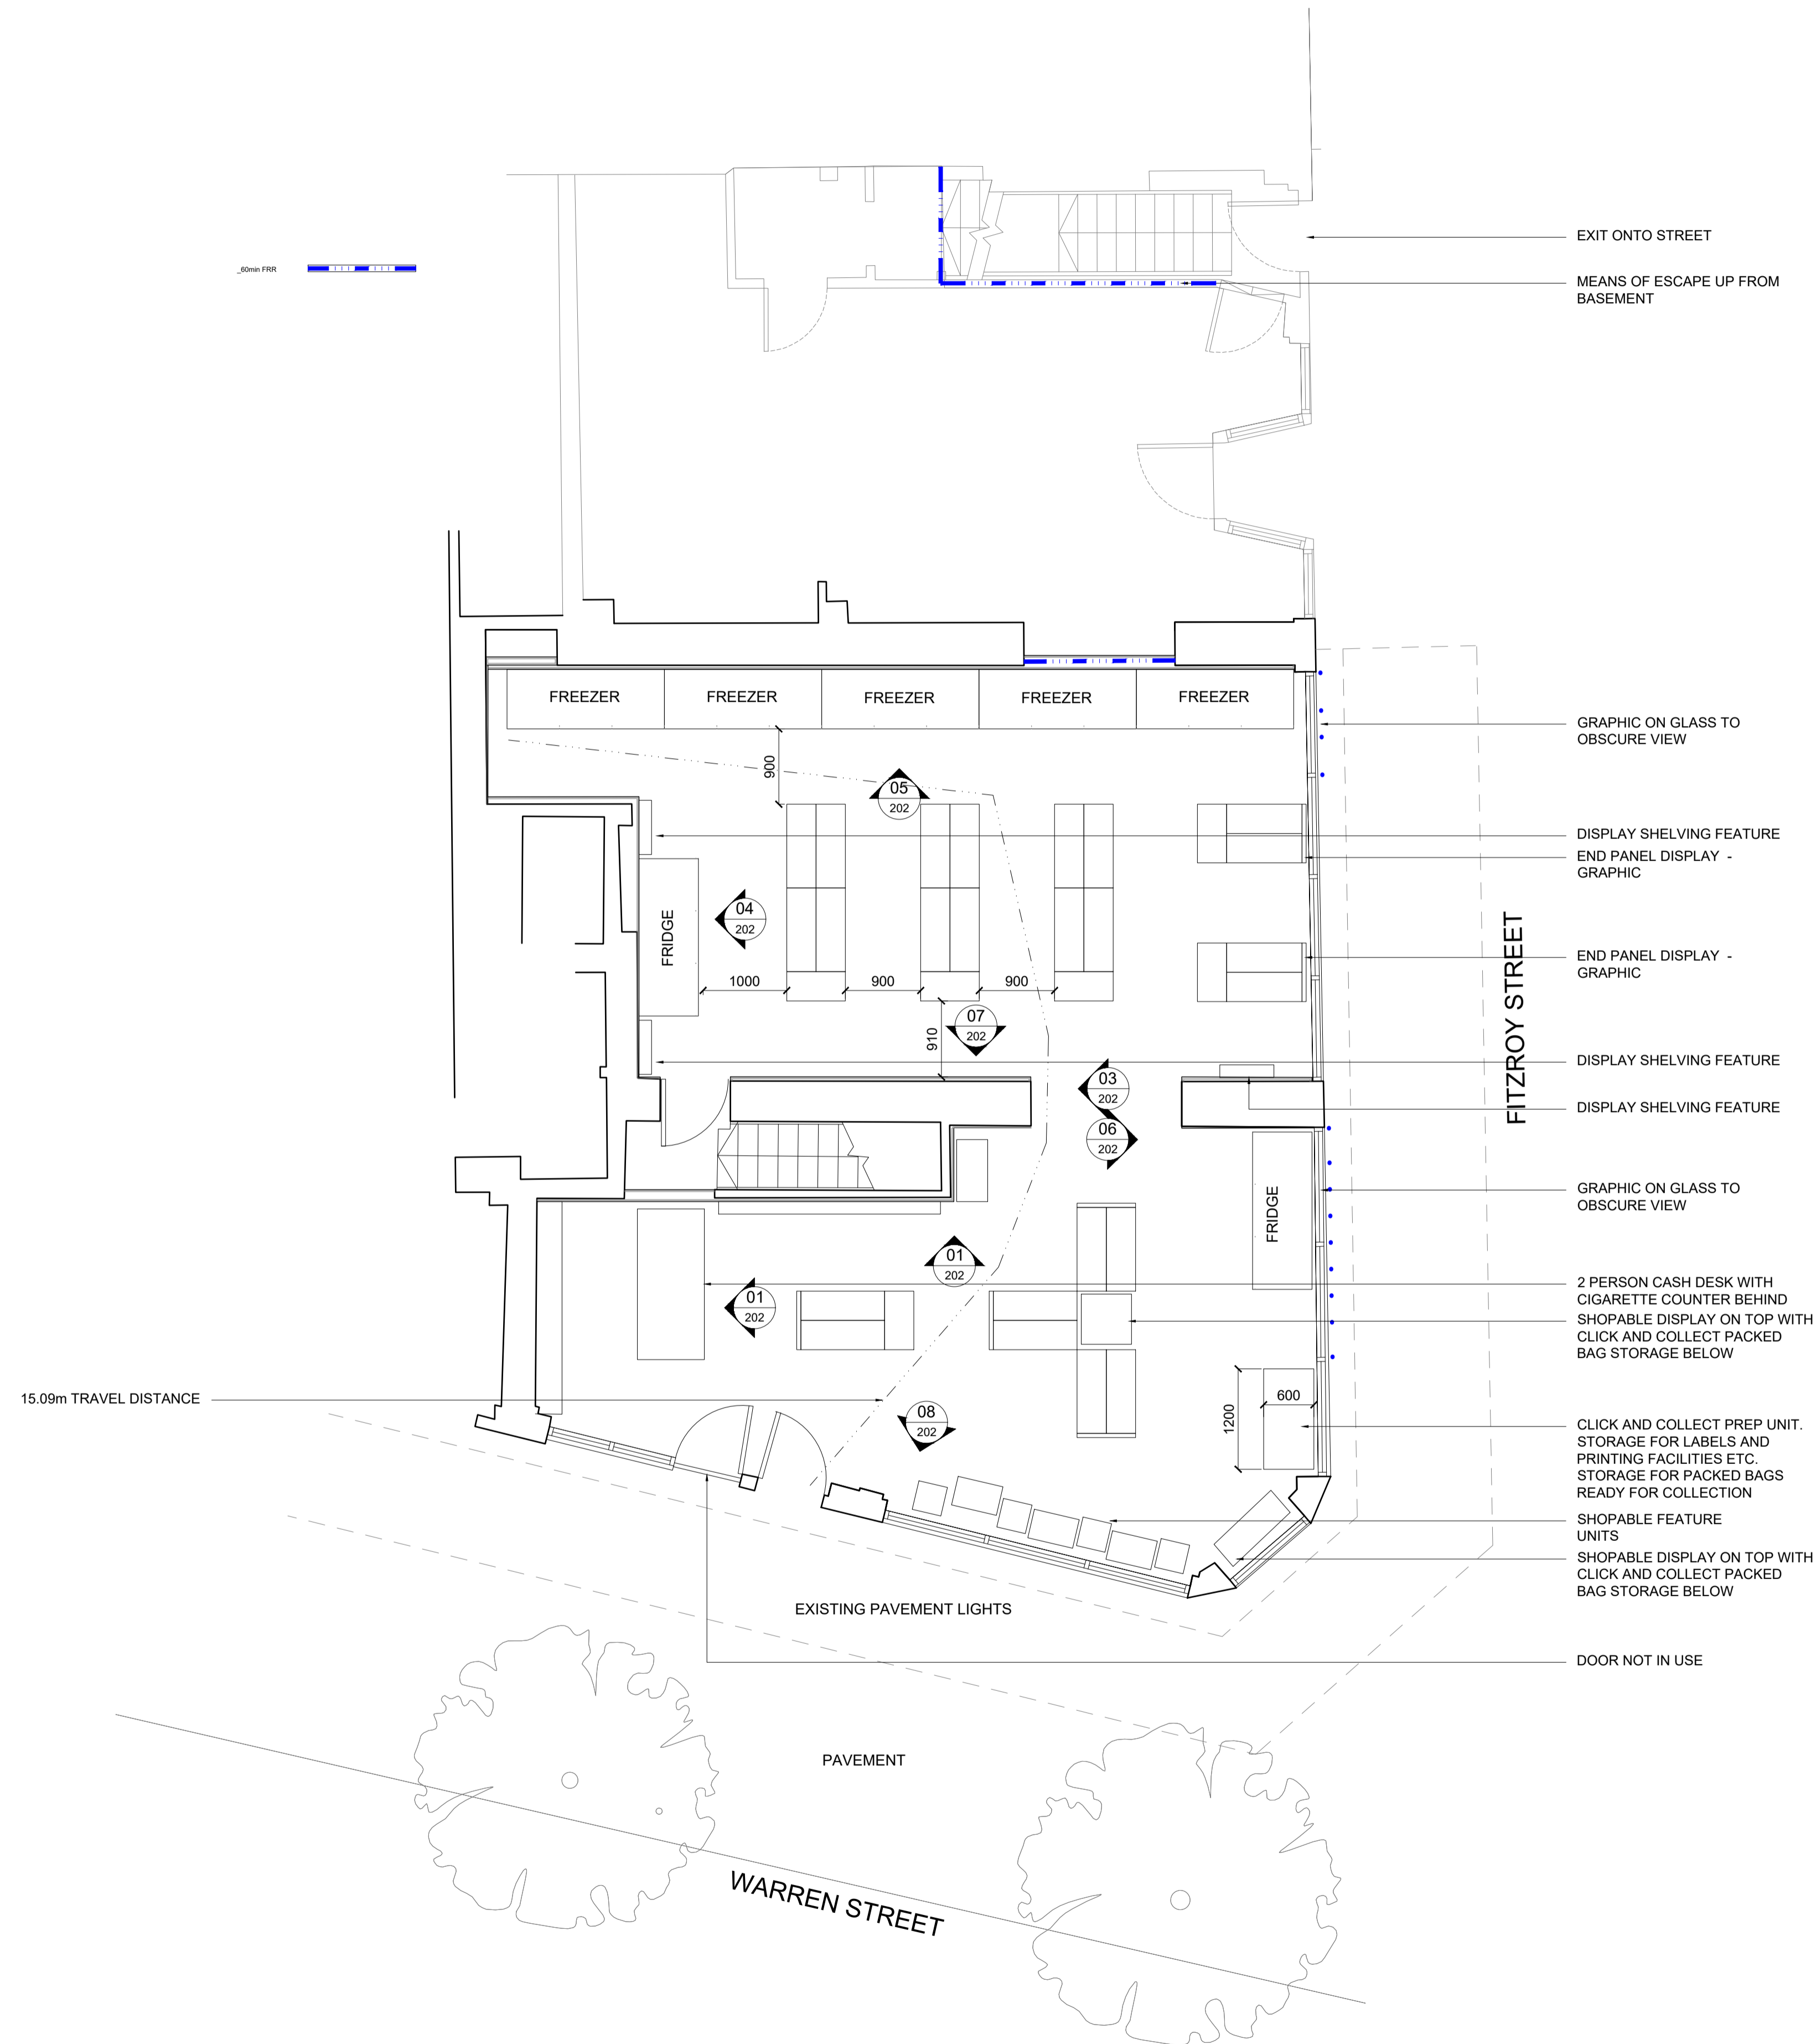 EXIT ONTO STREET
_60min FRR
MEANS OF ESCAPE UP FROM
BASEMENT
FREEZER
FREEZER
FREEZER
FREEZER
FREEZER
GRAPHIC ON GLASS TO
OBSCURE VIEW
900
05
202
DISPLAY SHELVING FEATURE
END PANEL DISPLAY -
GRAPHIC
04
202
FRIDGE
FITZROY STREET
END PANEL DISPLAY -
GRAPHIC
1000
900
900
07
202
910
DISPLAY SHELVING FEATURE
03
202
DISPLAY SHELVING FEATURE
06
202
GRAPHIC ON GLASS TO
OBSCURE VIEW
FRIDGE
01
202
2 PERSON CASH DESK WITH
CIGARETTE COUNTER BEHIND
01
202
SHOPABLE DISPLAY ON TOP WITH
CLICK AND COLLECT PACKED
BAG STORAGE BELOW
15.09m TRAVEL DISTANCE
600
1200
08
202
CLICK AND COLLECT PREP UNIT.
STORAGE FOR LABELS AND
PRINTING FACILITIES ETC.
STORAGE FOR PACKED BAGS
READY FOR COLLECTION
SHOPABLE FEATURE
UNITS
SHOPABLE DISPLAY ON TOP WITH
CLICK AND COLLECT PACKED
BAG STORAGE BELOW
EXISTING PAVEMENT LIGHTS
DOOR NOT IN USE
PAVEMENT
WARREN STREET